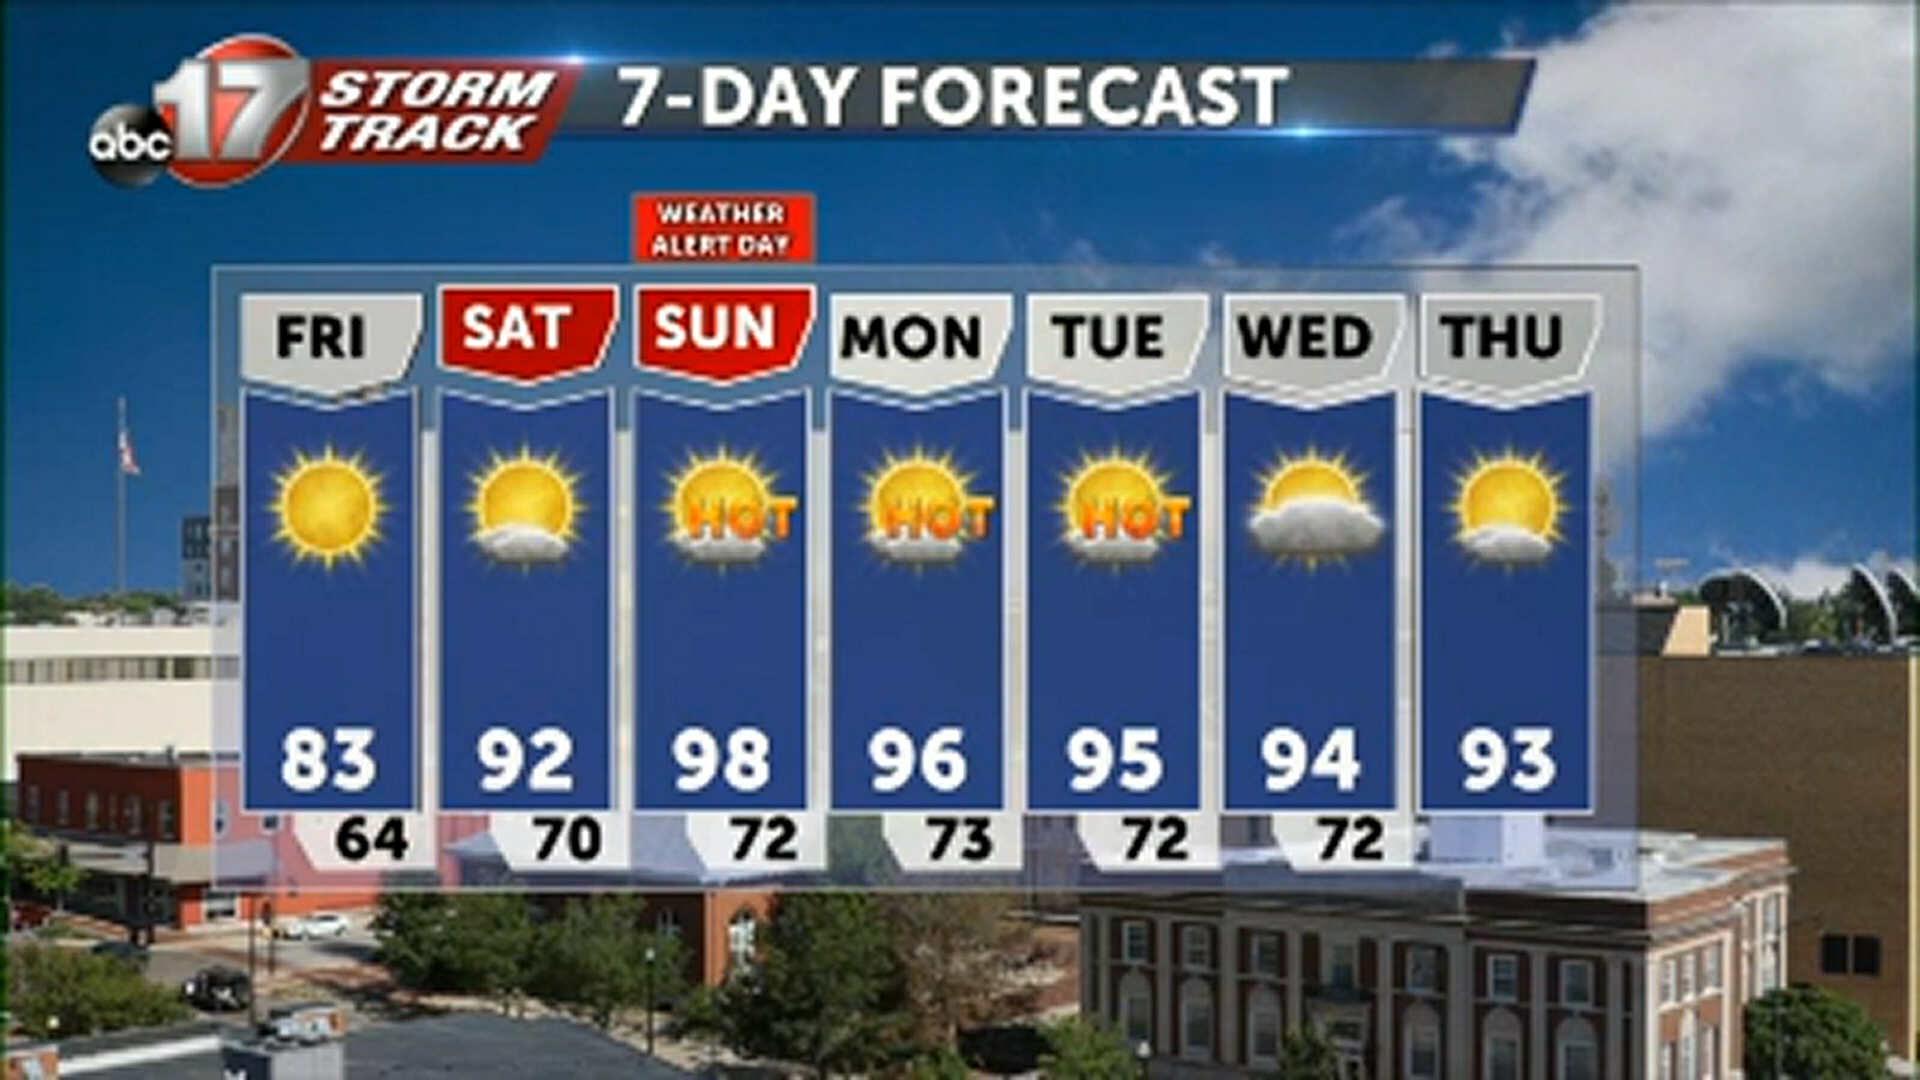 abc 17 STORM TRACK
7-DAY FORECAST
WEATHER
ALERT DAY
FRI SAT SUN MON TUE WED THU
HOT HOT HOT
83 92 98 96 95 94 93
64 70 72 73 72 72